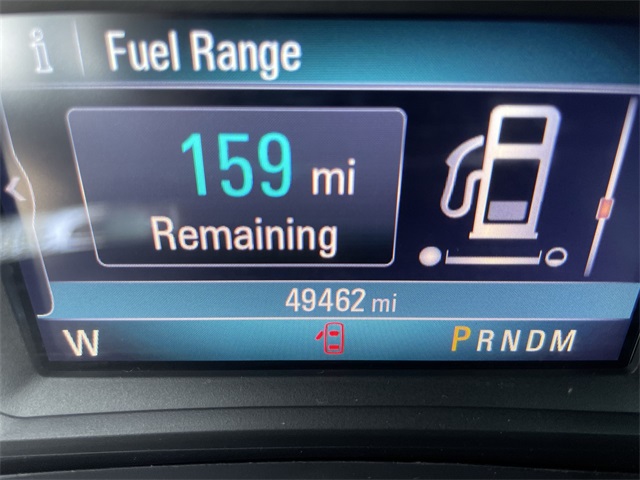 i Fuel Range
159 mi
Remaining
49462 mi
W PRNDM